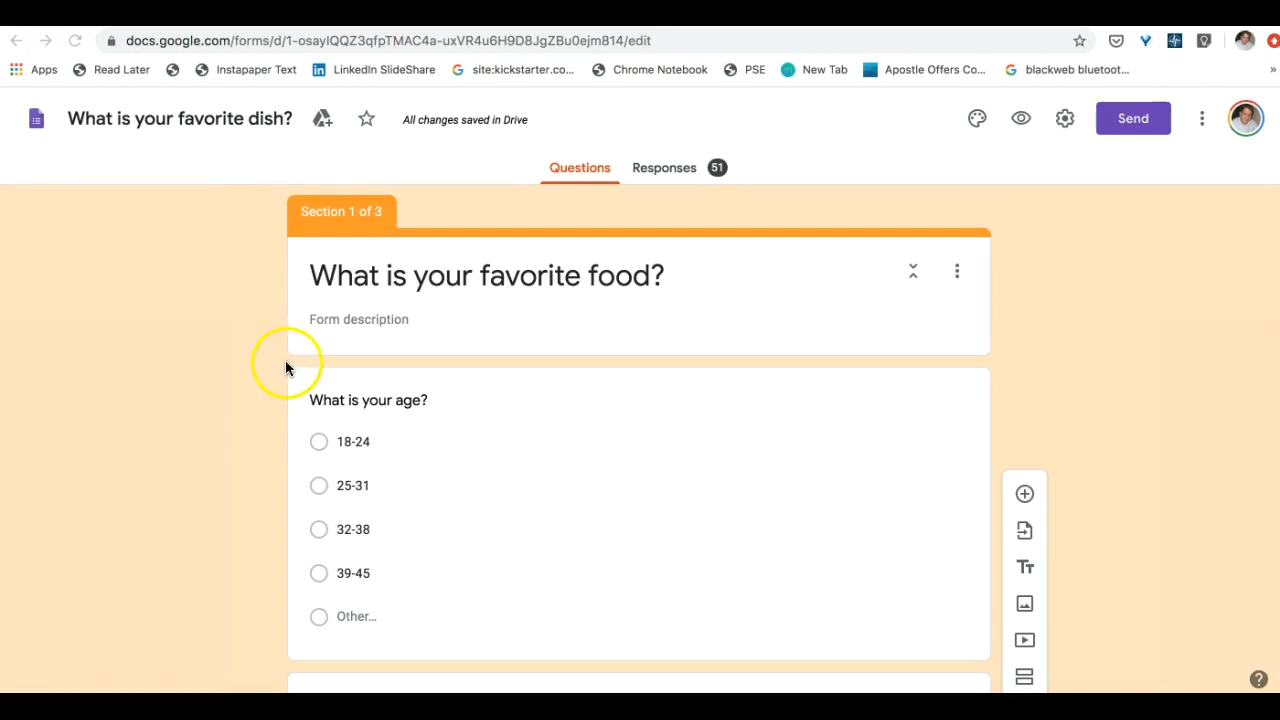 docs.google.com/forms/d/1-osayIQQZ3qfpTMAC4a-uxVR4u6H9D8JgZBu0ejm814/edit
Apps Read Later Instapaper Text LinkedIn SlideShare site:kickstarter.co... Chrome Notebook PSE New Tab Apostle Offers Co... blackweb bluetoot... »
What is your favorite dish? All changes saved in Drive Send
Questions Responses 51
Section 1 of 3
What is your favorite food?
Form description
What is your age?
18-24
25-31
32-38
39-45
Other...